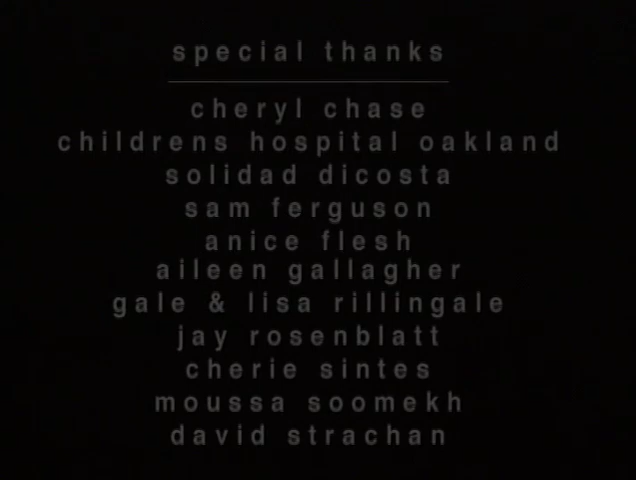 special thanks
cheryl chase
childrens hospital oakland
solidad dicosta
sam ferguson
anice flesh
aileen gallagher
gale & lisa rillingale
jay rosenblatt
cherie sintes
moussa soomekh
david strachan